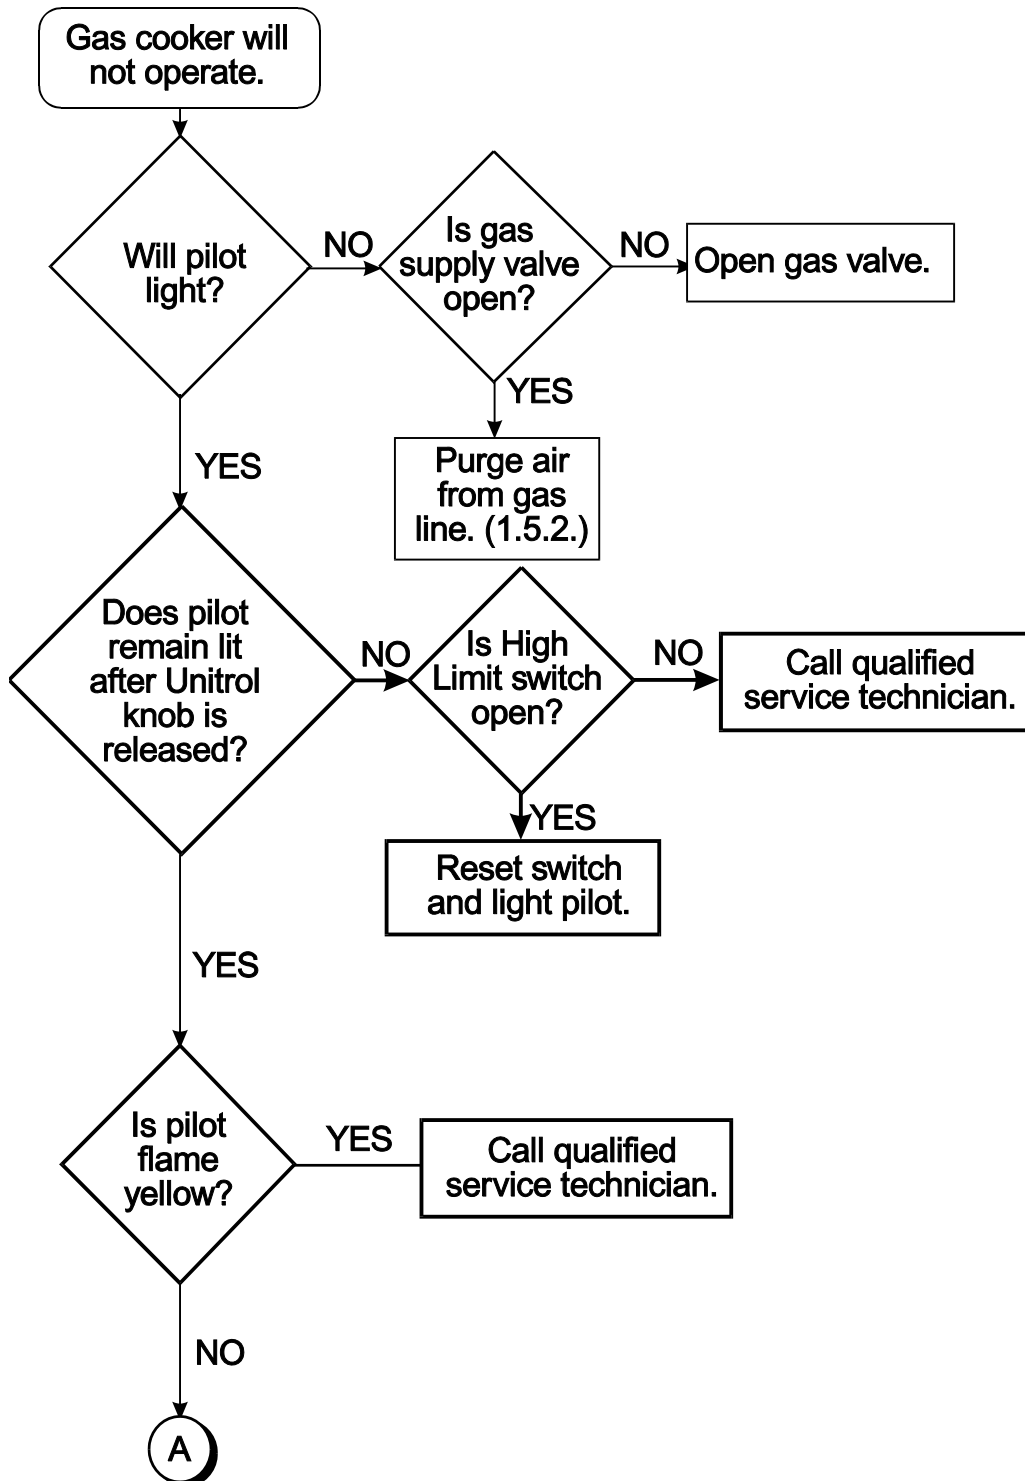 Gas cooker will
not operate.
Will pilot
light?
NO
Is gas
supply valve
open?
NO
Open gas valve.
YES
Purge air
from gas
line. (1.5.2.)
YES
Does pilot
remain lit
after Unitrol
knob is
released?
NO
Is High
Limit switch
open?
NO
Call qualified
service technician.
YES
Reset switch
and light pilot.
YES
Is pilot
flame
yellow?
YES
Call qualified
service technician.
NO
A